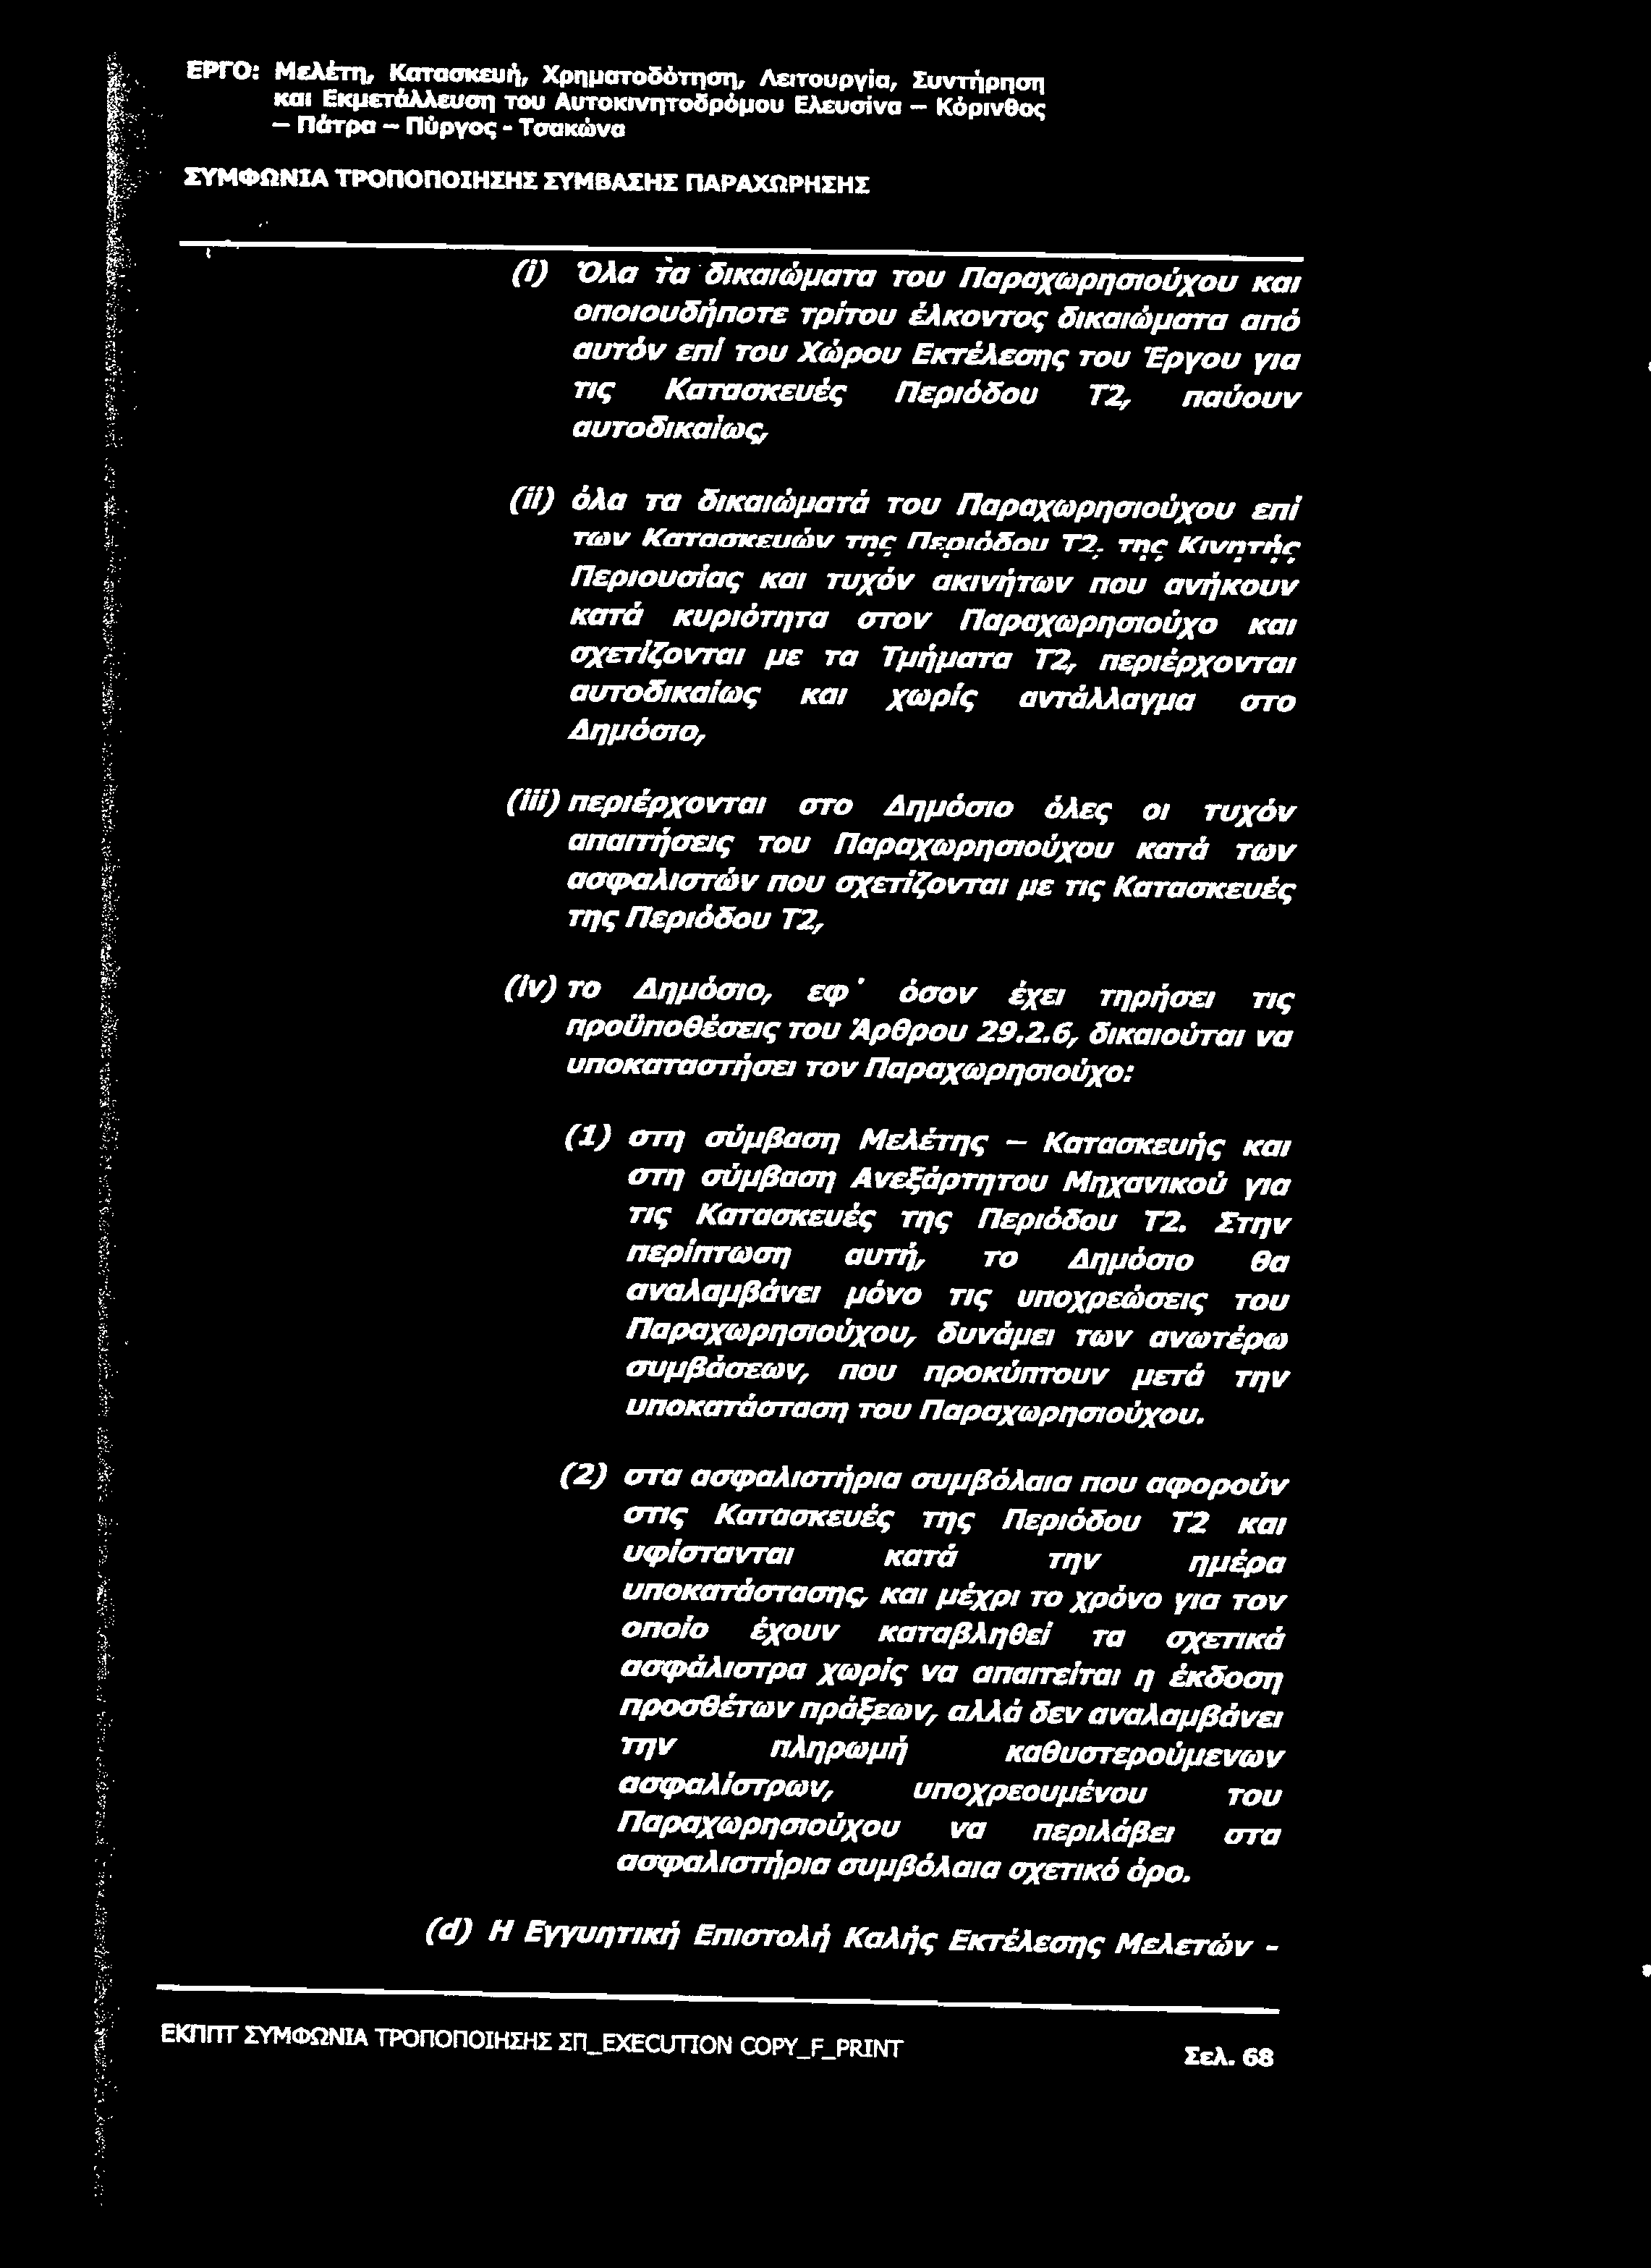 ΕΡΓΟ: Μελέτη, Κατασκευή, Χρηματοδότηση, Λειτουργία, Συντήρηση
και Εκμετάλλευση του Αυτοκινητοδρόμου Ελευσίνα – Κόρινθος
– Πάτρα – Πύργος - Τσακώνα
ΣΥΜΦΩΝΙΑ ΤΡΟΠΟΠΟΙΗΣΗΣ ΣΥΜΒΑΣΗΣ ΠΑΡΑΧΩΡΗΣΗΣ
(i) Όλα τα δικαιώματα του Παραχωρησιούχου και
οποιουδήποτε τρίτου έλκοντος δικαιώματα από
αυτόν επί του Χώρου Εκτέλεσης του Έργου για
τις Κατασκευές Περιόδου Τ2, παύουν
αυτοδικαίως,
(ii) όλα τα δικαιώματά του Παραχωρησιούχου επί
των Κατασκευών της Περιόδου Τ2, της Κινητής
Περιουσίας και τυχόν ακινήτων που ανήκουν
κατά κυριότητα στον Παραχωρησιούχο και
σχετίζονται με τα Τμήματα Τ2, περιέρχονται
αυτοδικαίως και χωρίς αντάλλαγμα στο
Δημόσιο,
(iii) περιέρχονται στο Δημόσιο όλες οι τυχόν
απαιτήσεις του Παραχωρησιούχου κατά των
ασφαλιστών που σχετίζονται με τις Κατασκευές
της Περιόδου Τ2,
(iv) το Δημόσιο, εφ΄ όσον έχει τηρήσει τις
προϋποθέσεις του Άρθρου 29.2.6, δικαιούται να
υποκαταστήσει τον Παραχωρησιούχο:
(1) στη σύμβαση Μελέτης – Κατασκευής και
στη σύμβαση Ανεξάρτητου Μηχανικού για
τις Κατασκευές της Περιόδου Τ2. Στην
περίπτωση αυτή, το Δημόσιο θα
αναλαμβάνει μόνο τις υποχρεώσεις του
Παραχωρησιούχου, δυνάμει των ανωτέρω
συμβάσεων, που προκύπτουν μετά την
υποκατάσταση του Παραχωρησιούχου.
(2) στα ασφαλιστήρια συμβόλαια που αφορούν
στις Κατασκευές της Περιόδου Τ2 και
υφίστανται κατά την ημέρα
υποκατάστασης, και μέχρι το χρόνο για τον
οποίο έχουν καταβληθεί τα σχετικά
ασφάλιστρα χωρίς να απαιτείται η έκδοση
προσθέτων πράξεων, αλλά δεν αναλαμβάνει
την πληρωμή καθυστερούμενων
ασφαλίστρων, υποχρεουμένου του
Παραχωρησιούχου να περιλάβει στα
ασφαλιστήρια συμβόλαια σχετικό όρο.
(d) Η Εγγυητική Επιστολή Καλής Εκτέλεσης Μελετών -
ΕΚΠΠΤ ΣΥΜΦΩΝΙΑ ΤΡΟΠΟΠΟΙΗΣΗΣ ΣΠ_EXECUTION COPY_F_PRINT
Σελ. 68